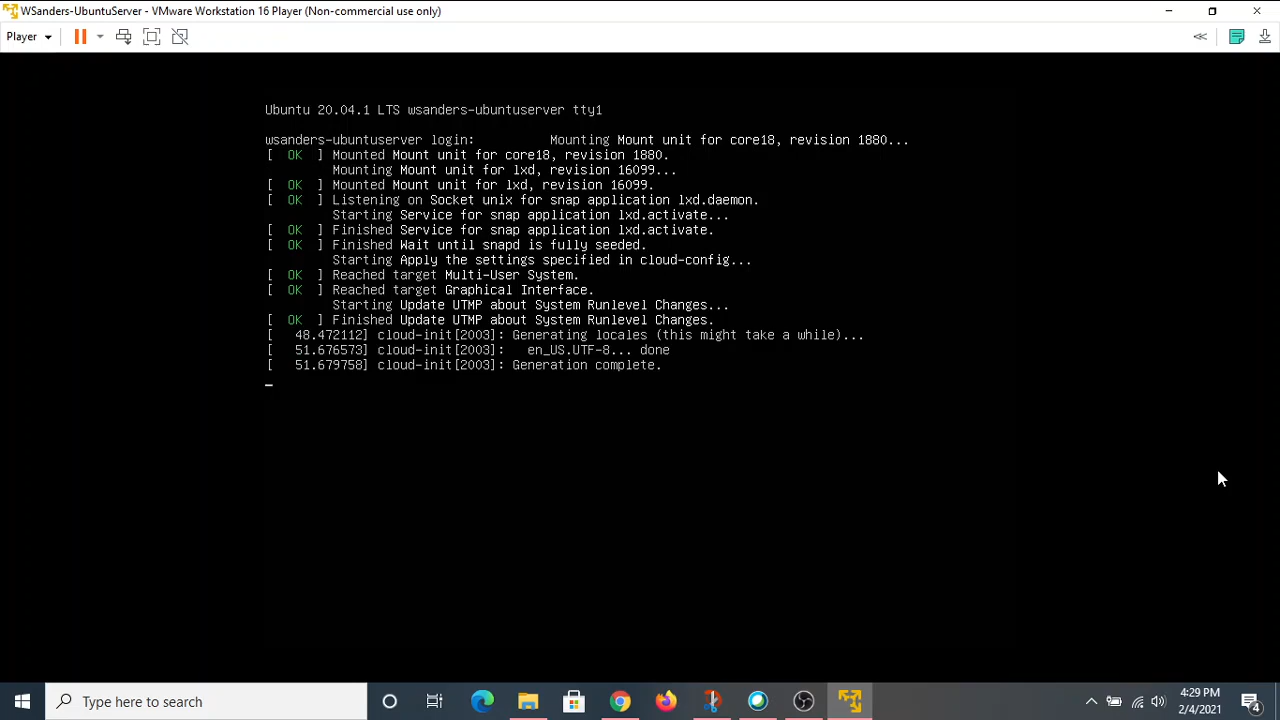 WSanders-UbuntuServer - VMware Workstation 16 Player (Non-commercial use only)
Player
Ubuntu 20.04.1 LTS wsanders-ubuntuserver tty1
wsanders-ubuntuserver login:          Mounting Mount unit for core18, revision 1880...
[  OK  ] Mounted Mount unit for core18, revision 1880.
         Mounting Mount unit for lxd, revision 16099...
[  OK  ] Mounted Mount unit for lxd, revision 16099.
[  OK  ] Listening on Socket unix for snap application lxd.daemon.
         Starting Service for snap application lxd.activate...
[  OK  ] Finished Service for snap application lxd.activate.
[  OK  ] Finished Wait until snapd is fully seeded.
         Starting Apply the settings specified in cloud-config...
[  OK  ] Reached target Multi-User System.
[  OK  ] Reached target Graphical Interface.
         Starting Update UTMP about System Runlevel Changes...
[  OK  ] Finished Update UTMP about System Runlevel Changes.
[   48.472112] cloud-init[2003]: Generating locales (this might take a while)...
[   51.676573] cloud-init[2003]:   en_US.UTF-8... done
[   51.679758] cloud-init[2003]: Generation complete.
Type here to search
4:29 PM
2/4/2021
4